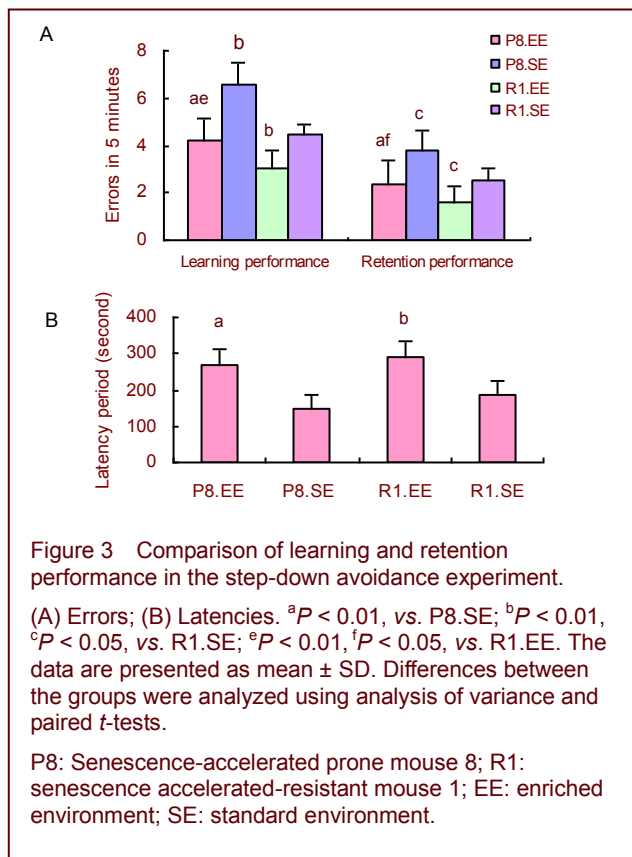 A
Errors in 5 minutes
8
6
4
2
0
ae
b
b
af
c
c
P8.EE
P8.SE
R1.EE
R1.SE
Learning performance
Retention performance
B
Latency period (second)
400
300
200
100
0
a
b
P8.EE P8.SE R1.EE R1.SE
Figure 3 Comparison of learning and retention
performance in the step-down avoidance experiment.
(A) Errors; (B) Latencies. ᵃP < 0.01, vs. P8.SE; ᵇP < 0.01,
ᶜP < 0.05, vs. R1.SE; ᵉP < 0.01, ᶠP < 0.05, vs. R1.EE. The
data are presented as mean ± SD. Differences between
the groups were analyzed using analysis of variance and
paired t-tests.
P8: Senescence-accelerated prone mouse 8; R1:
senescence accelerated-resistant mouse 1; EE: enriched
environment; SE: standard environment.